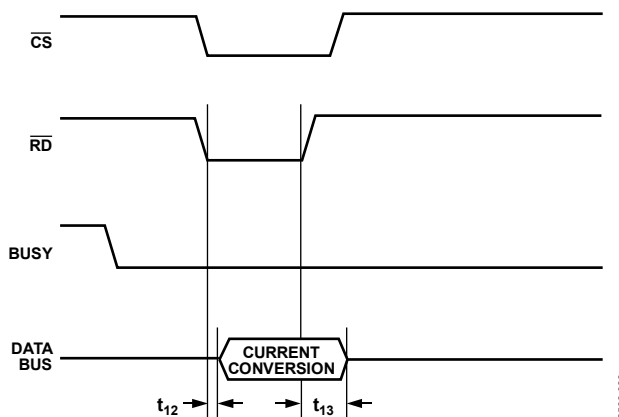 CS
RD
BUSY
DATA
BUS
CURRENT
CONVERSION
t12
t13